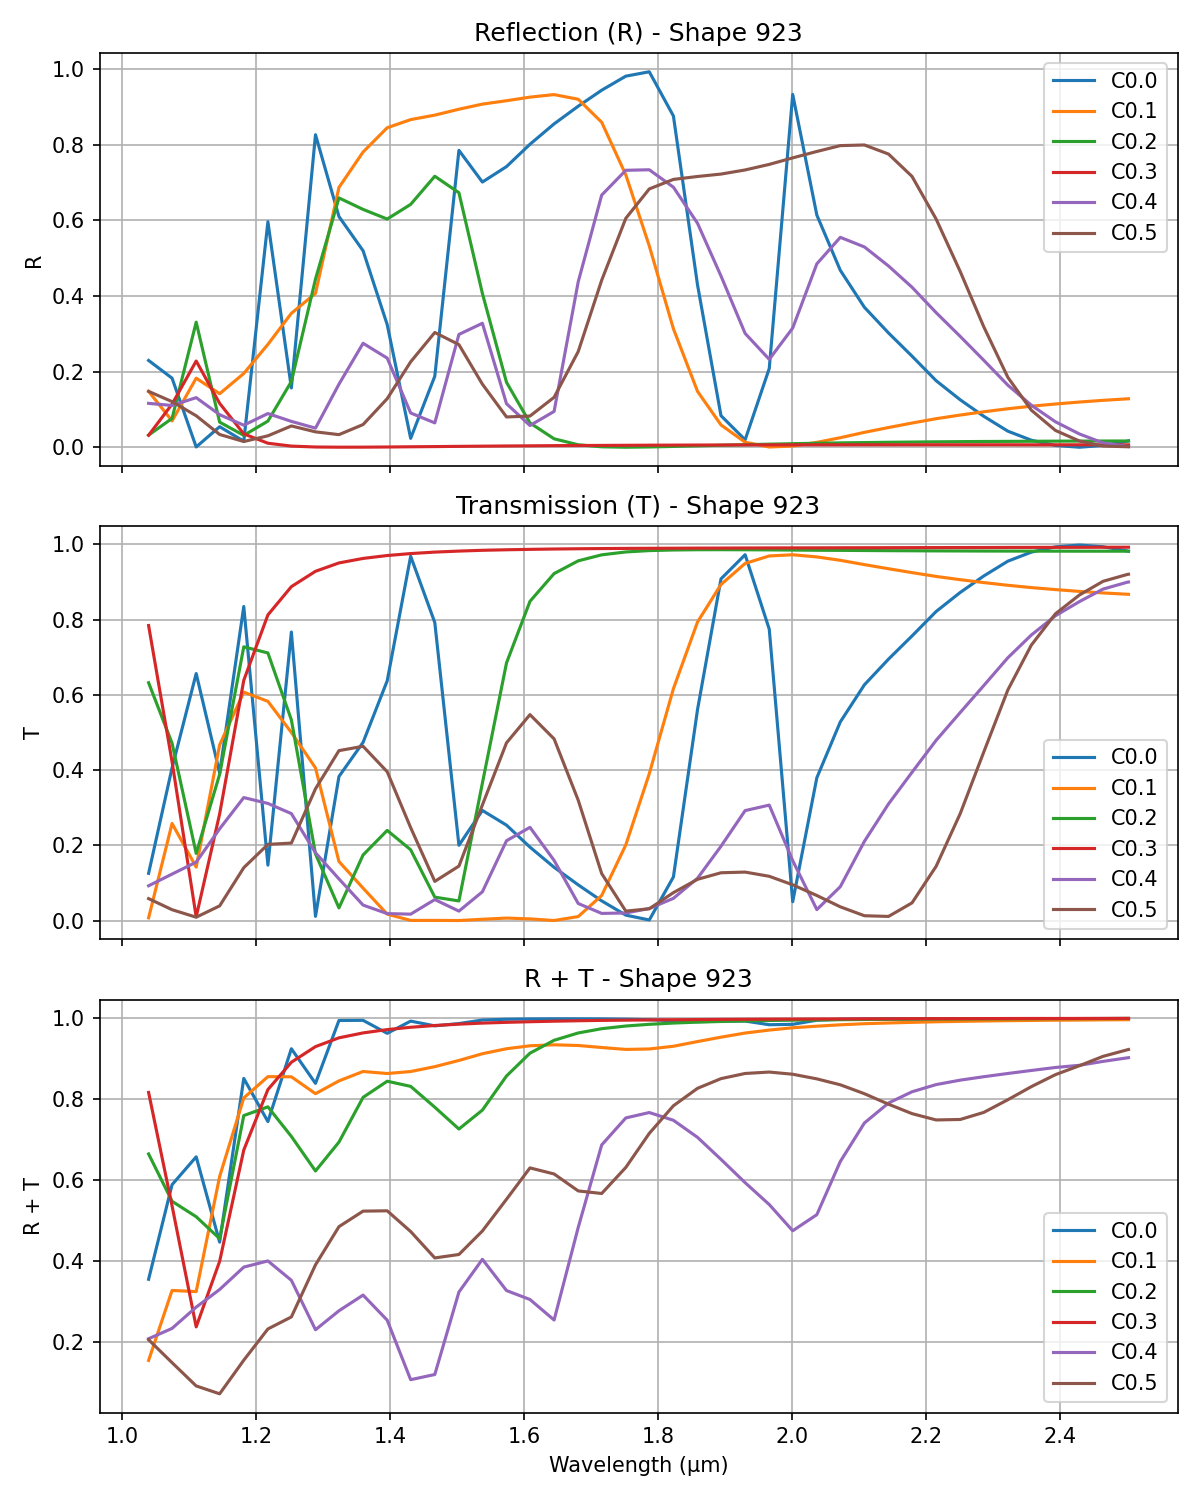 Reflection (R) - Shape 923
1.0
0.8
0.6
0.4
0.2
0.0
R
C0.0
C0.1
C0.2
C0.3
C0.4
C0.5
Transmission (T) - Shape 923
1.0
0.8
0.6
0.4
0.2
0.0
T
C0.0
C0.1
C0.2
C0.3
C0.4
C0.5
R + T - Shape 923
1.0
0.8
0.6
0.4
0.2
R + T
C0.0
C0.1
C0.2
C0.3
C0.4
C0.5
1.0 1.2 1.4 1.6 1.8 2.0 2.2 2.4
Wavelength (µm)